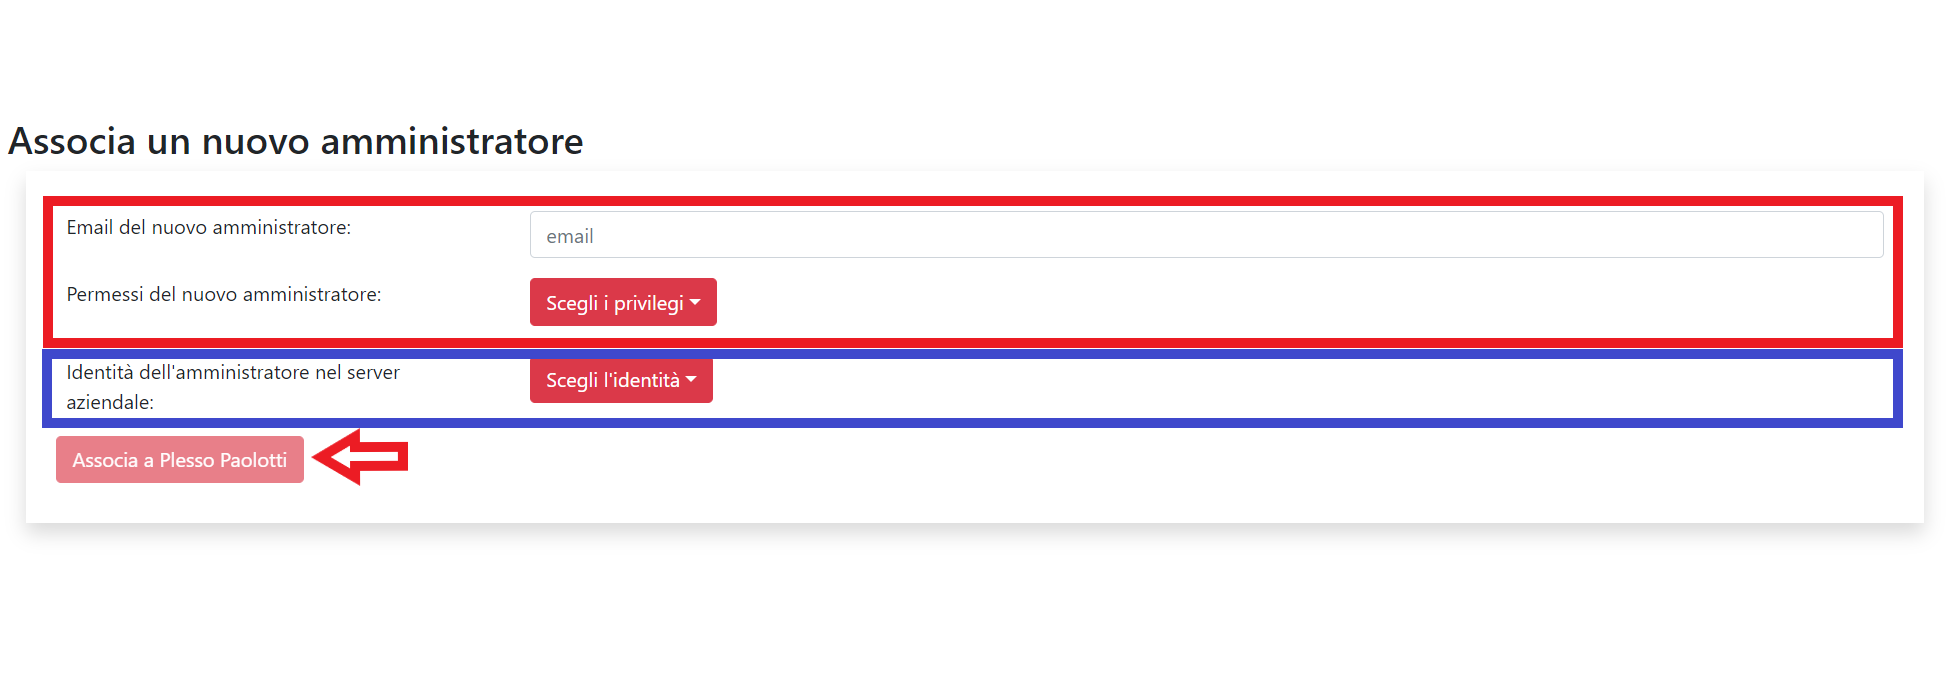 Associa un nuovo amministratore
Email del nuovo amministratore:
email
Permessi del nuovo amministratore:
Scegli i privilegi
Identità dell'amministratore nel server
aziendale:
Scegli l'identità
Associa a Plesso Paolotti